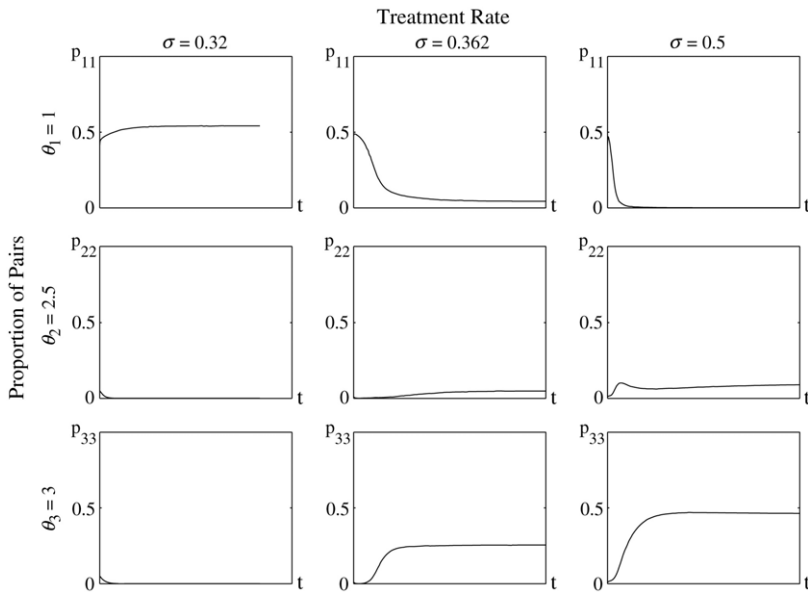 Treatment Rate
σ = 0.32
σ = 0.362
σ = 0.5
Proportion of Pairs
θ1 = 1
p11
0.5
0
t
p11
0.5
0
t
p11
0.5
0
t
θ2 = 2.5
p22
0.5
0
t
p22
0.5
0
t
p22
0.5
0
t
θ3 = 3
p33
0.5
0
t
p33
0.5
0
t
p33
0.5
0
t